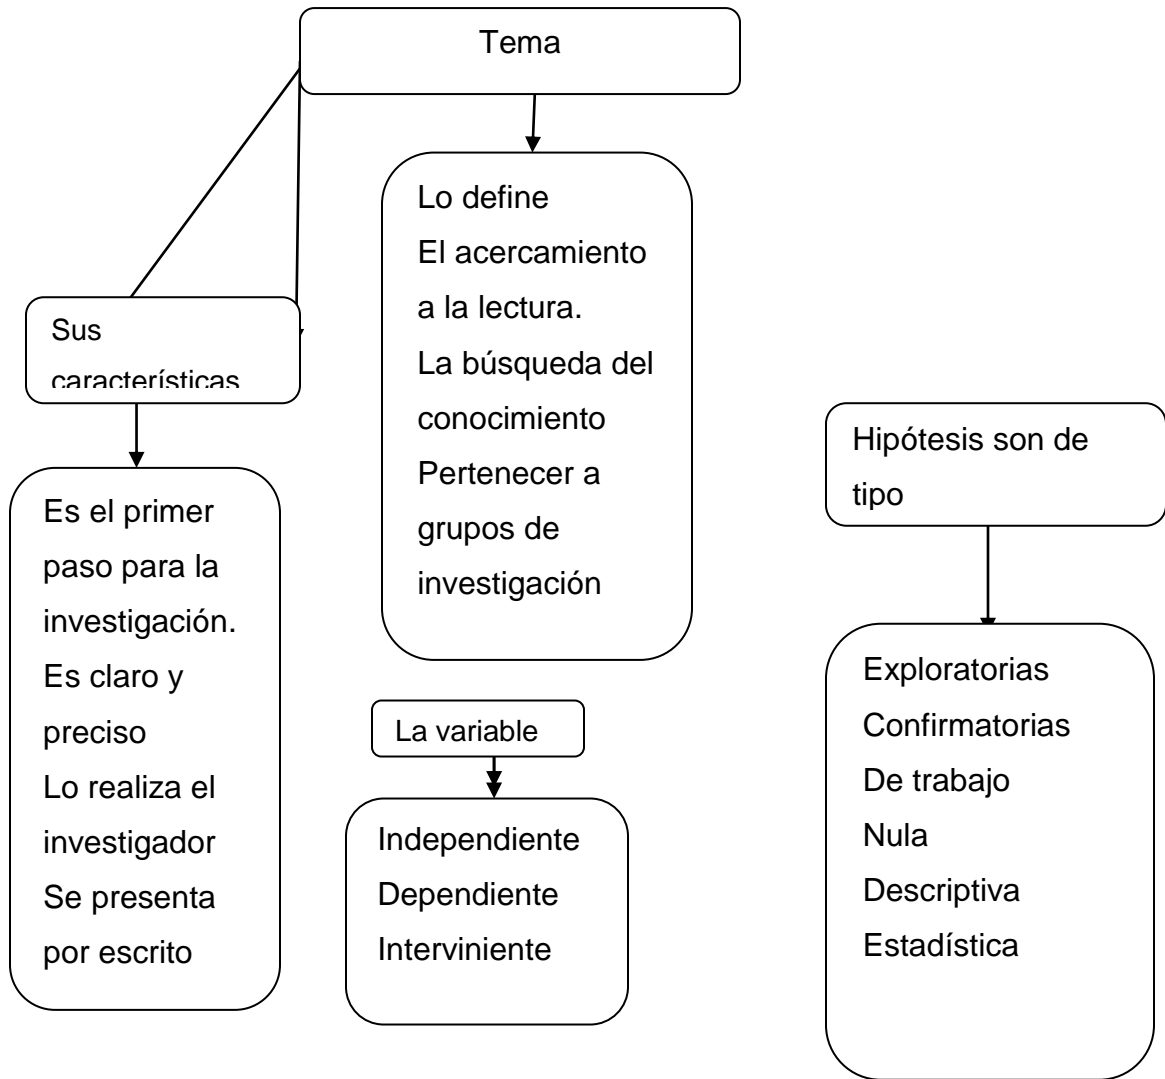 Tema
Lo define
El acercamiento
a la lectura.
La búsqueda del
conocimiento
Pertenecer a
grupos de
investigación
Sus
características
Es el primer
paso para la
investigación.
Es claro y
preciso
Lo realiza el
investigador
Se presenta
por escrito
La variable
Independiente
Dependiente
Interviniente
Hipótesis son de
tipo
Exploratorias
Confirmatorias
De trabajo
Nula
Descriptiva
Estadística